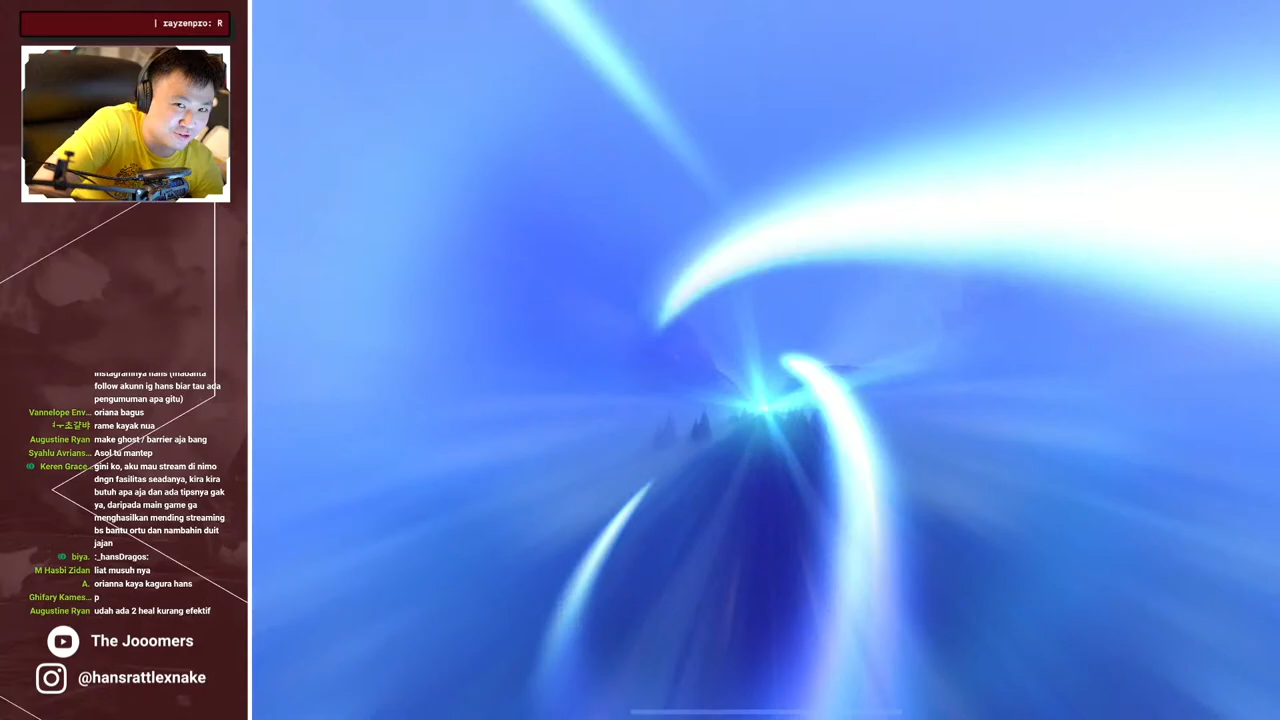 | rayzenpro: R
instagramnya hans (mabanta
follow akunn ig hans biar tau ada
pengumuman apa gitu)
Vannelope Env... oriana bagus
rame kayak nua
Augustine Ryan make ghost / barrier aja bang
Syahlu Avrians... Asol tu mantep
Keren Grace... gini ko, aku mau stream di nimo
dngn fasilitas seadanya, kira kira
butuh apa aja dan ada tipsnya gak
ya, daripada main game ga
menghasilkan mending streaming
bs bantu ortu dan nambahin duit
jajan
biya. :_hansDragos:
M Hasbi Zidan liat musuh nya
A. orianna kaya kagura hans
Ghifary Kames... p
Augustine Ryan udah ada 2 heal kurang efektif
The Jooomers
@hansrattlexnake